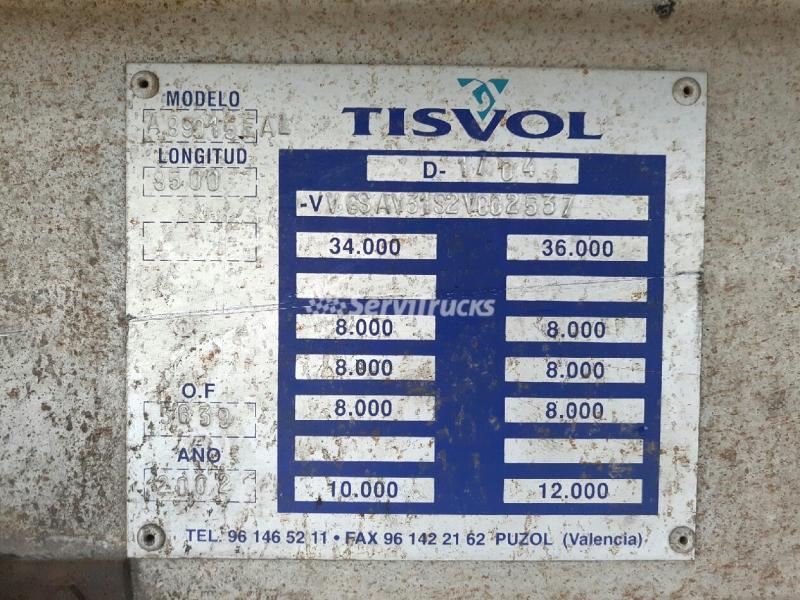 MODELO
TISVOL
LONGITUD
9500
D- 1704
34.000 36.000
ServiTrucks
8.000 8.000
8.000 8.000
8.000 8.000
O.F
AÑO
2002
10.000 12.000
TEL. 96 146 52 11 • FAX 96 142 21 62 PUZOL (Valencia)